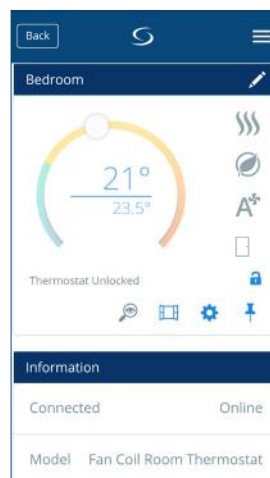 Back
Bedroom
21°
23.5°
A
Thermostat Unlocked
Information
Connected Online
Model Fan Coil Room Thermostat